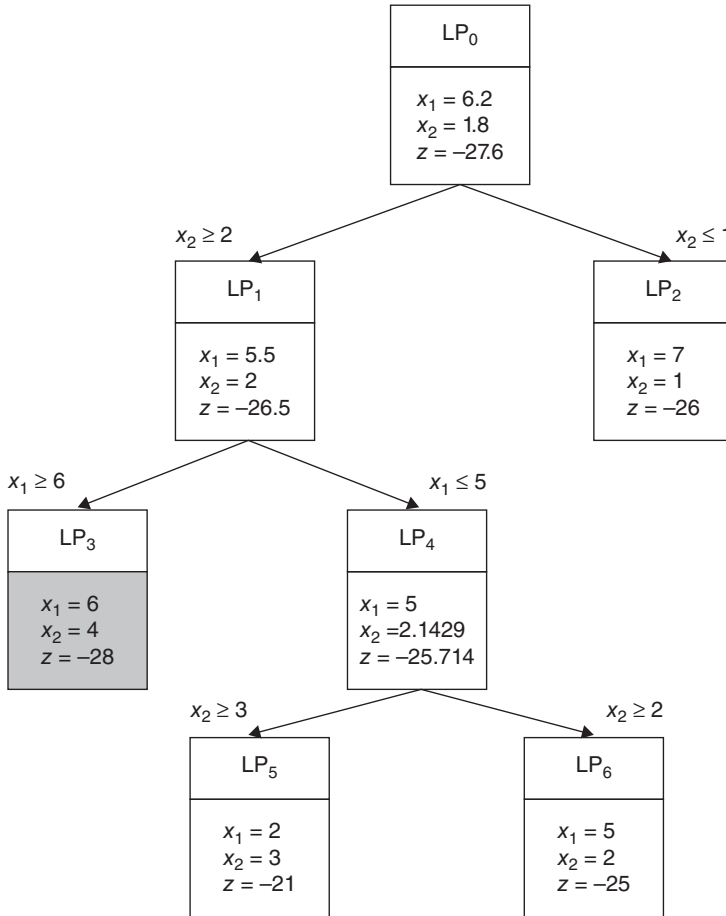 LP₀
x₁ = 6.2
x₂ = 1.8
z = –27.6
x₂ ≥ 2
x₂ ≤ 1
LP₁
x₁ = 5.5
x₂ = 2
z = –26.5
LP₂
x₁ = 7
x₂ = 1
z = –26
x₁ ≥ 6
x₁ ≤ 5
LP₃
x₁ = 6
x₂ = 4
z = –28
LP₄
x₁ = 5
x₂ =2.1429
z = –25.714
x₂ ≥ 3
x₂ ≥ 2
LP₅
x₁ = 2
x₂ = 3
z = –21
LP₆
x₁ = 5
x₂ = 2
z = –25